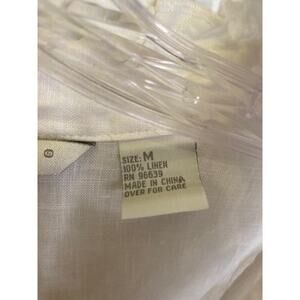 SIZE: M
100% LINEN
RN 96639
MADE IN CHINA
OVER FOR CARE